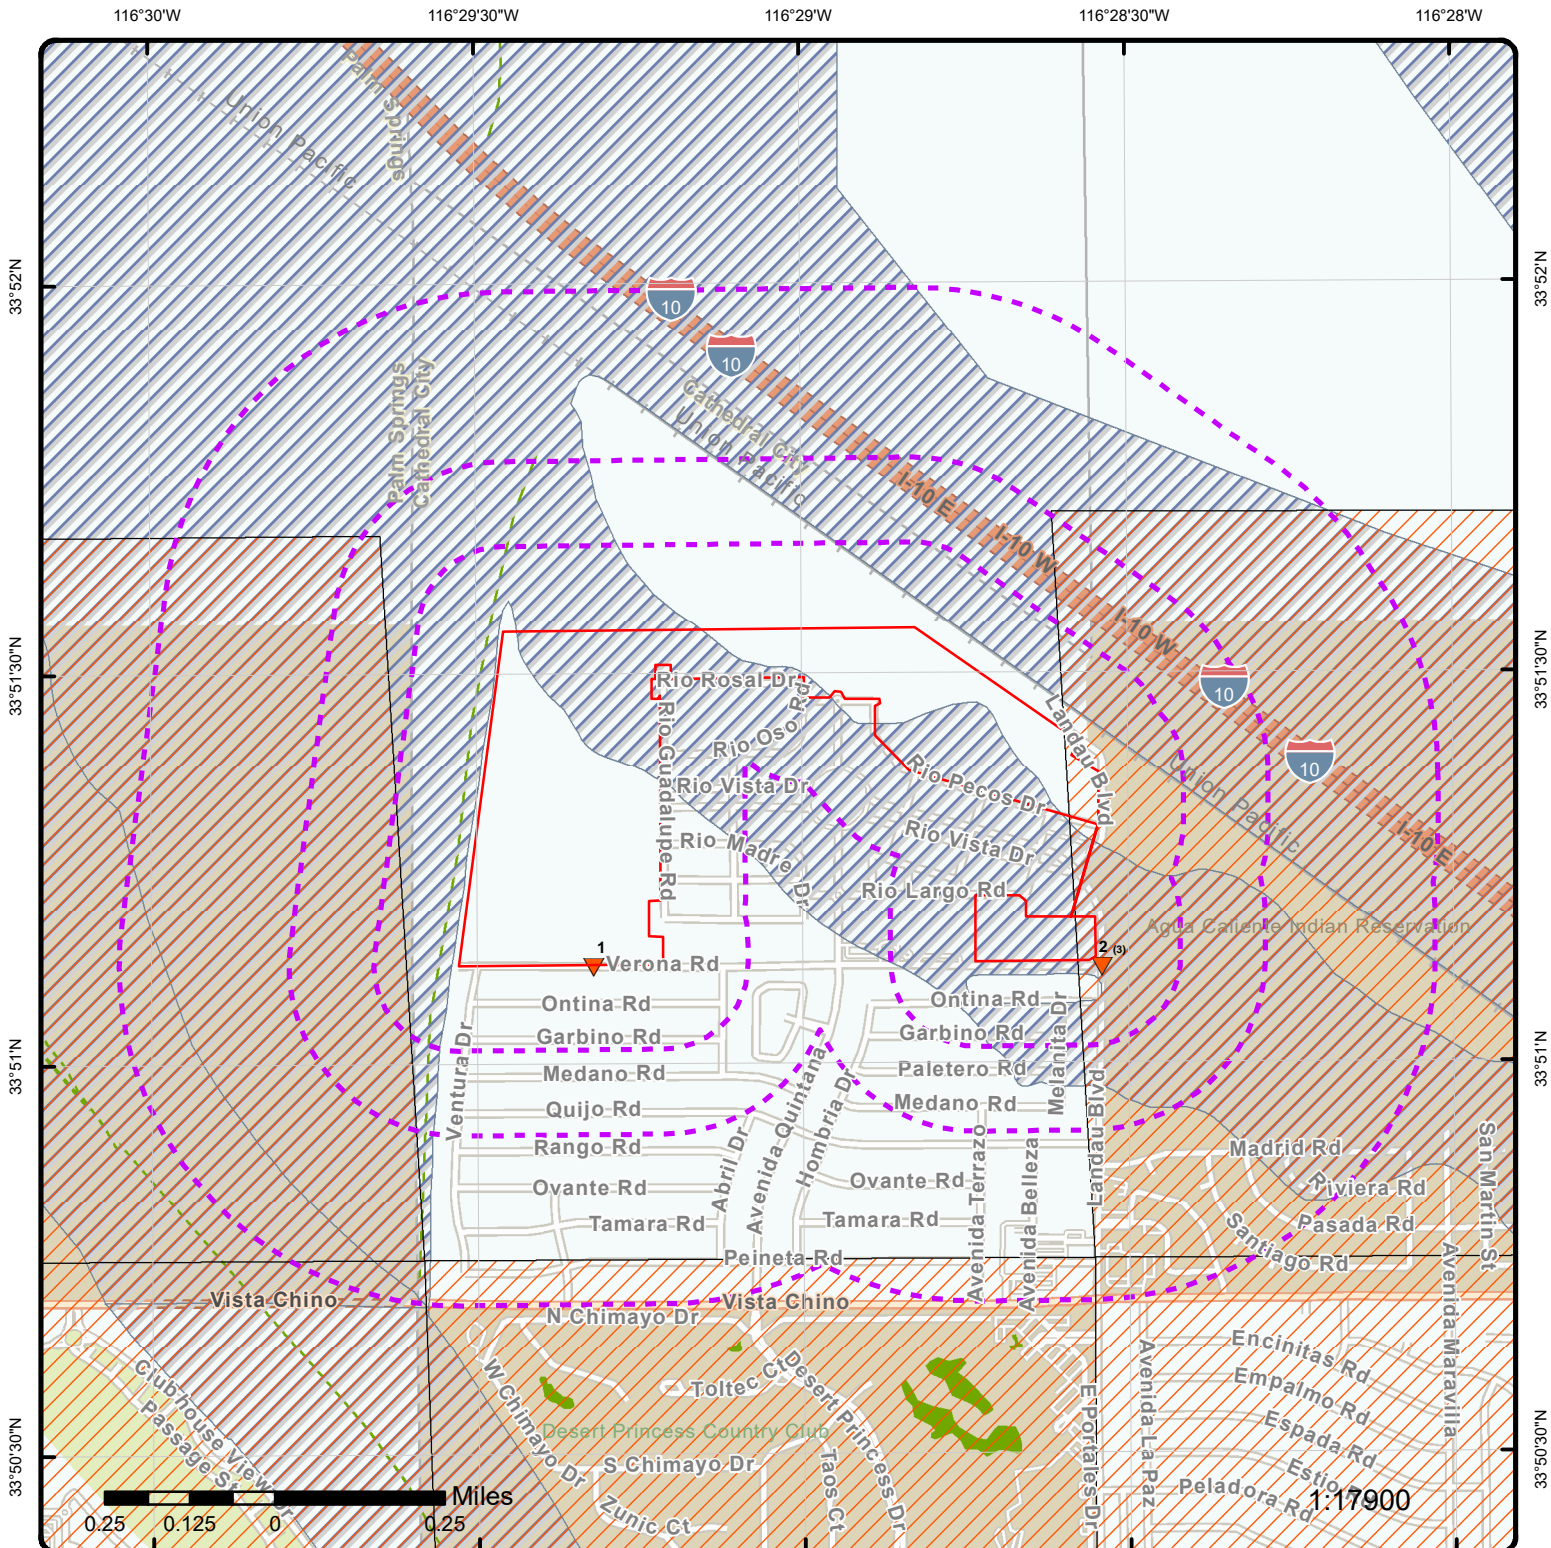 116°30'W
116°29'30"W
116°29'W
116°28'30"W
116°28'W
33°52'N
33°52'N
33°51'30"N
33°51'30"N
33°51'N
33°51'N
33°50'30"N
33°50'30"N
Palm Springs
Union Pacific
10
10
Palm Springs
Cathedral City
Cathedral City
Union Pacific
I-10 E
I-10 W
I-10 W
10
10
I-10 E
Union Pacific
Landau Blvd
Rio Rosal Dr
Rio Guadalupe Rd
Rio Oso Rd
Rio Vista Dr
Rio Pecos Dr
Rio Madre Dr
Rio Vista Dr
Rio Largo Rd
Agua Caliente Indian Reservation
1
2 (3)
Verona Rd
Ontina Rd
Ontina Rd
Garbino Rd
Garbino Rd
Medano Rd
Paletero Rd
Quijo Rd
Medano Rd
Rango Rd
Ventura Dr
Melanita Dr
Landau Blvd
Avenida Quintana
Hombria Dr
Abril Dr
Ovante Rd
Ovante Rd
Tamara Rd
Tamara Rd
Avenida Terrazo
Avenida Belleza
Peineta Rd
Madrid Rd
Riviera Rd
Pasada Rd
Santiago Rd
San Martin St
Avenida Maravilla
Vista Chino
Vista Chino
N Chimayo Dr
W Chimayo Dr
Toltec Ct
Desert Princess Dr
Desert Princess Country Club
S Chimayo Dr
Taos Ct
Zunic Ct
E Portales Dr
Avenida La Paz
Encinitas Rd
Empalmo Rd
Espada Rd
Estio Rd
Peladora Rd
Clubhouse View Dr
Passage St
Miles
0.25
0.125
0
0.25
1:17900